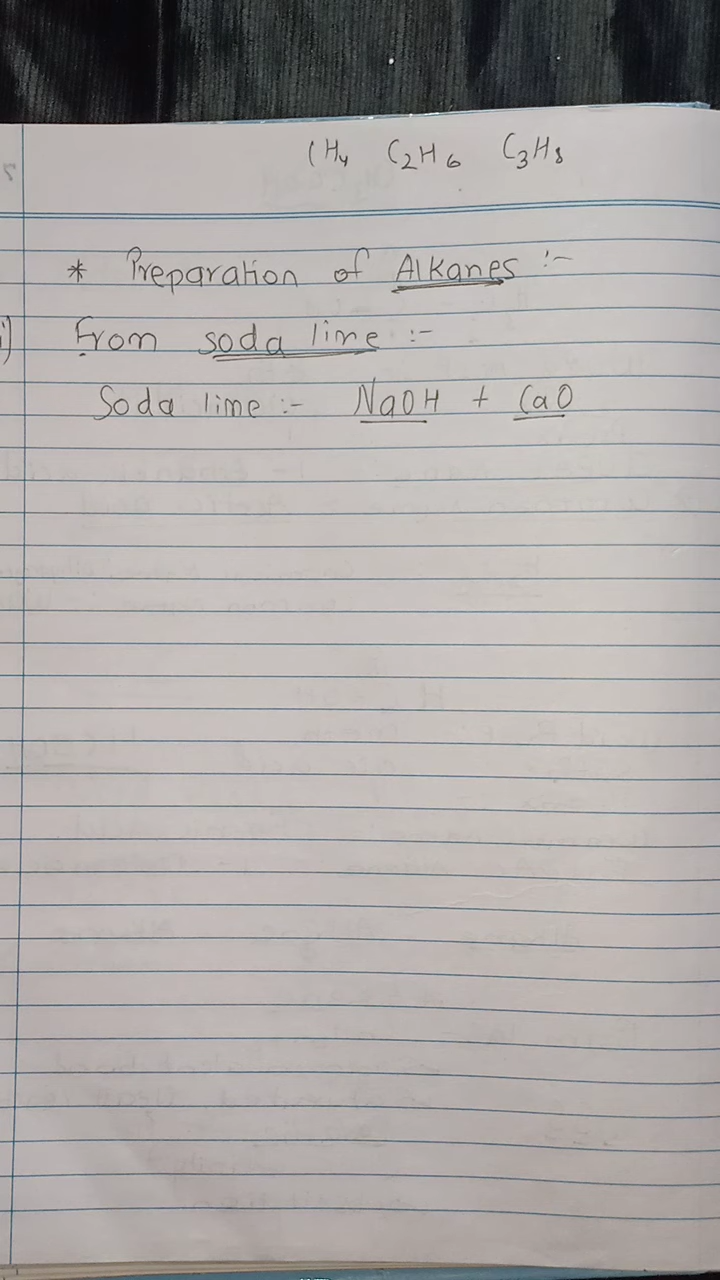 CH4 C2H6 C3H8
* Preparation of Alkanes :-
i) From soda lime :-
Soda lime :- NaOH + CaO